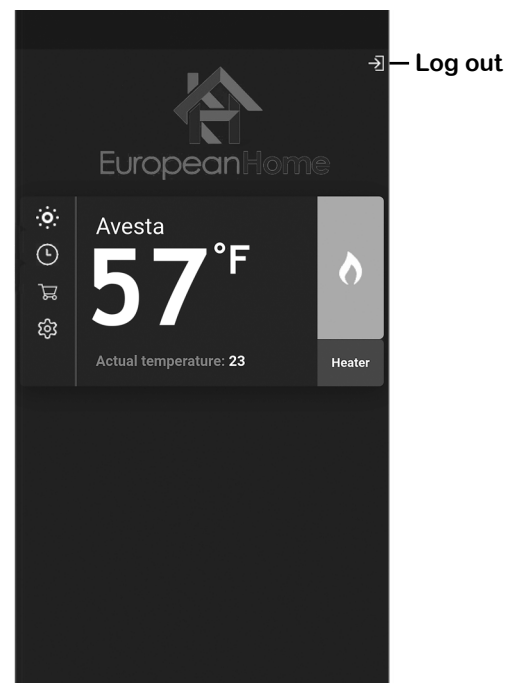 Log out
EuropeanHome
Avesta
57°F
Actual temperature: 23
Heater